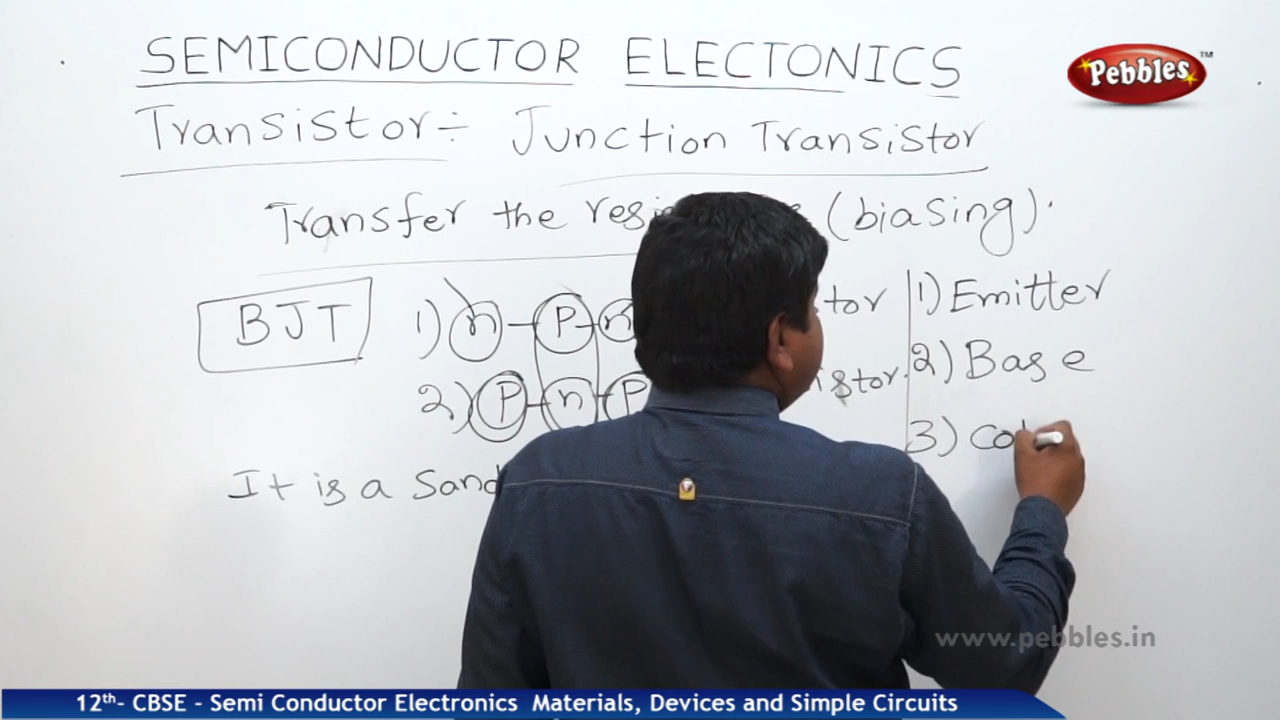 SEMICONDUCTOR ELECTONICS
Pebbles™
Transistor÷ Junction Transistor
Transfer the (biasing).
BJT 1) n - P - n
2) P - n - P
1) Emitter
2) Base
3)
It is a
www.pebbles.in
12th- CBSE - Semi Conductor Electronics Materials, Devices and Simple Circuits